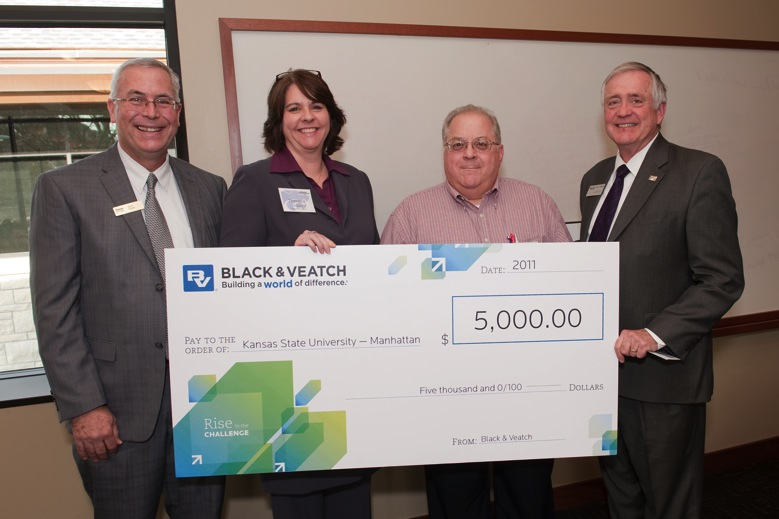 BV BLACK & VEATCH
Building a world of difference.
DATE: 2011
PAY TO THE
ORDER OF: Kansas State University — Manhattan
$ 5,000.00
Five thousand and 0/100 DOLLARS
Rise to the
CHALLENGE
FROM: Black & Veatch